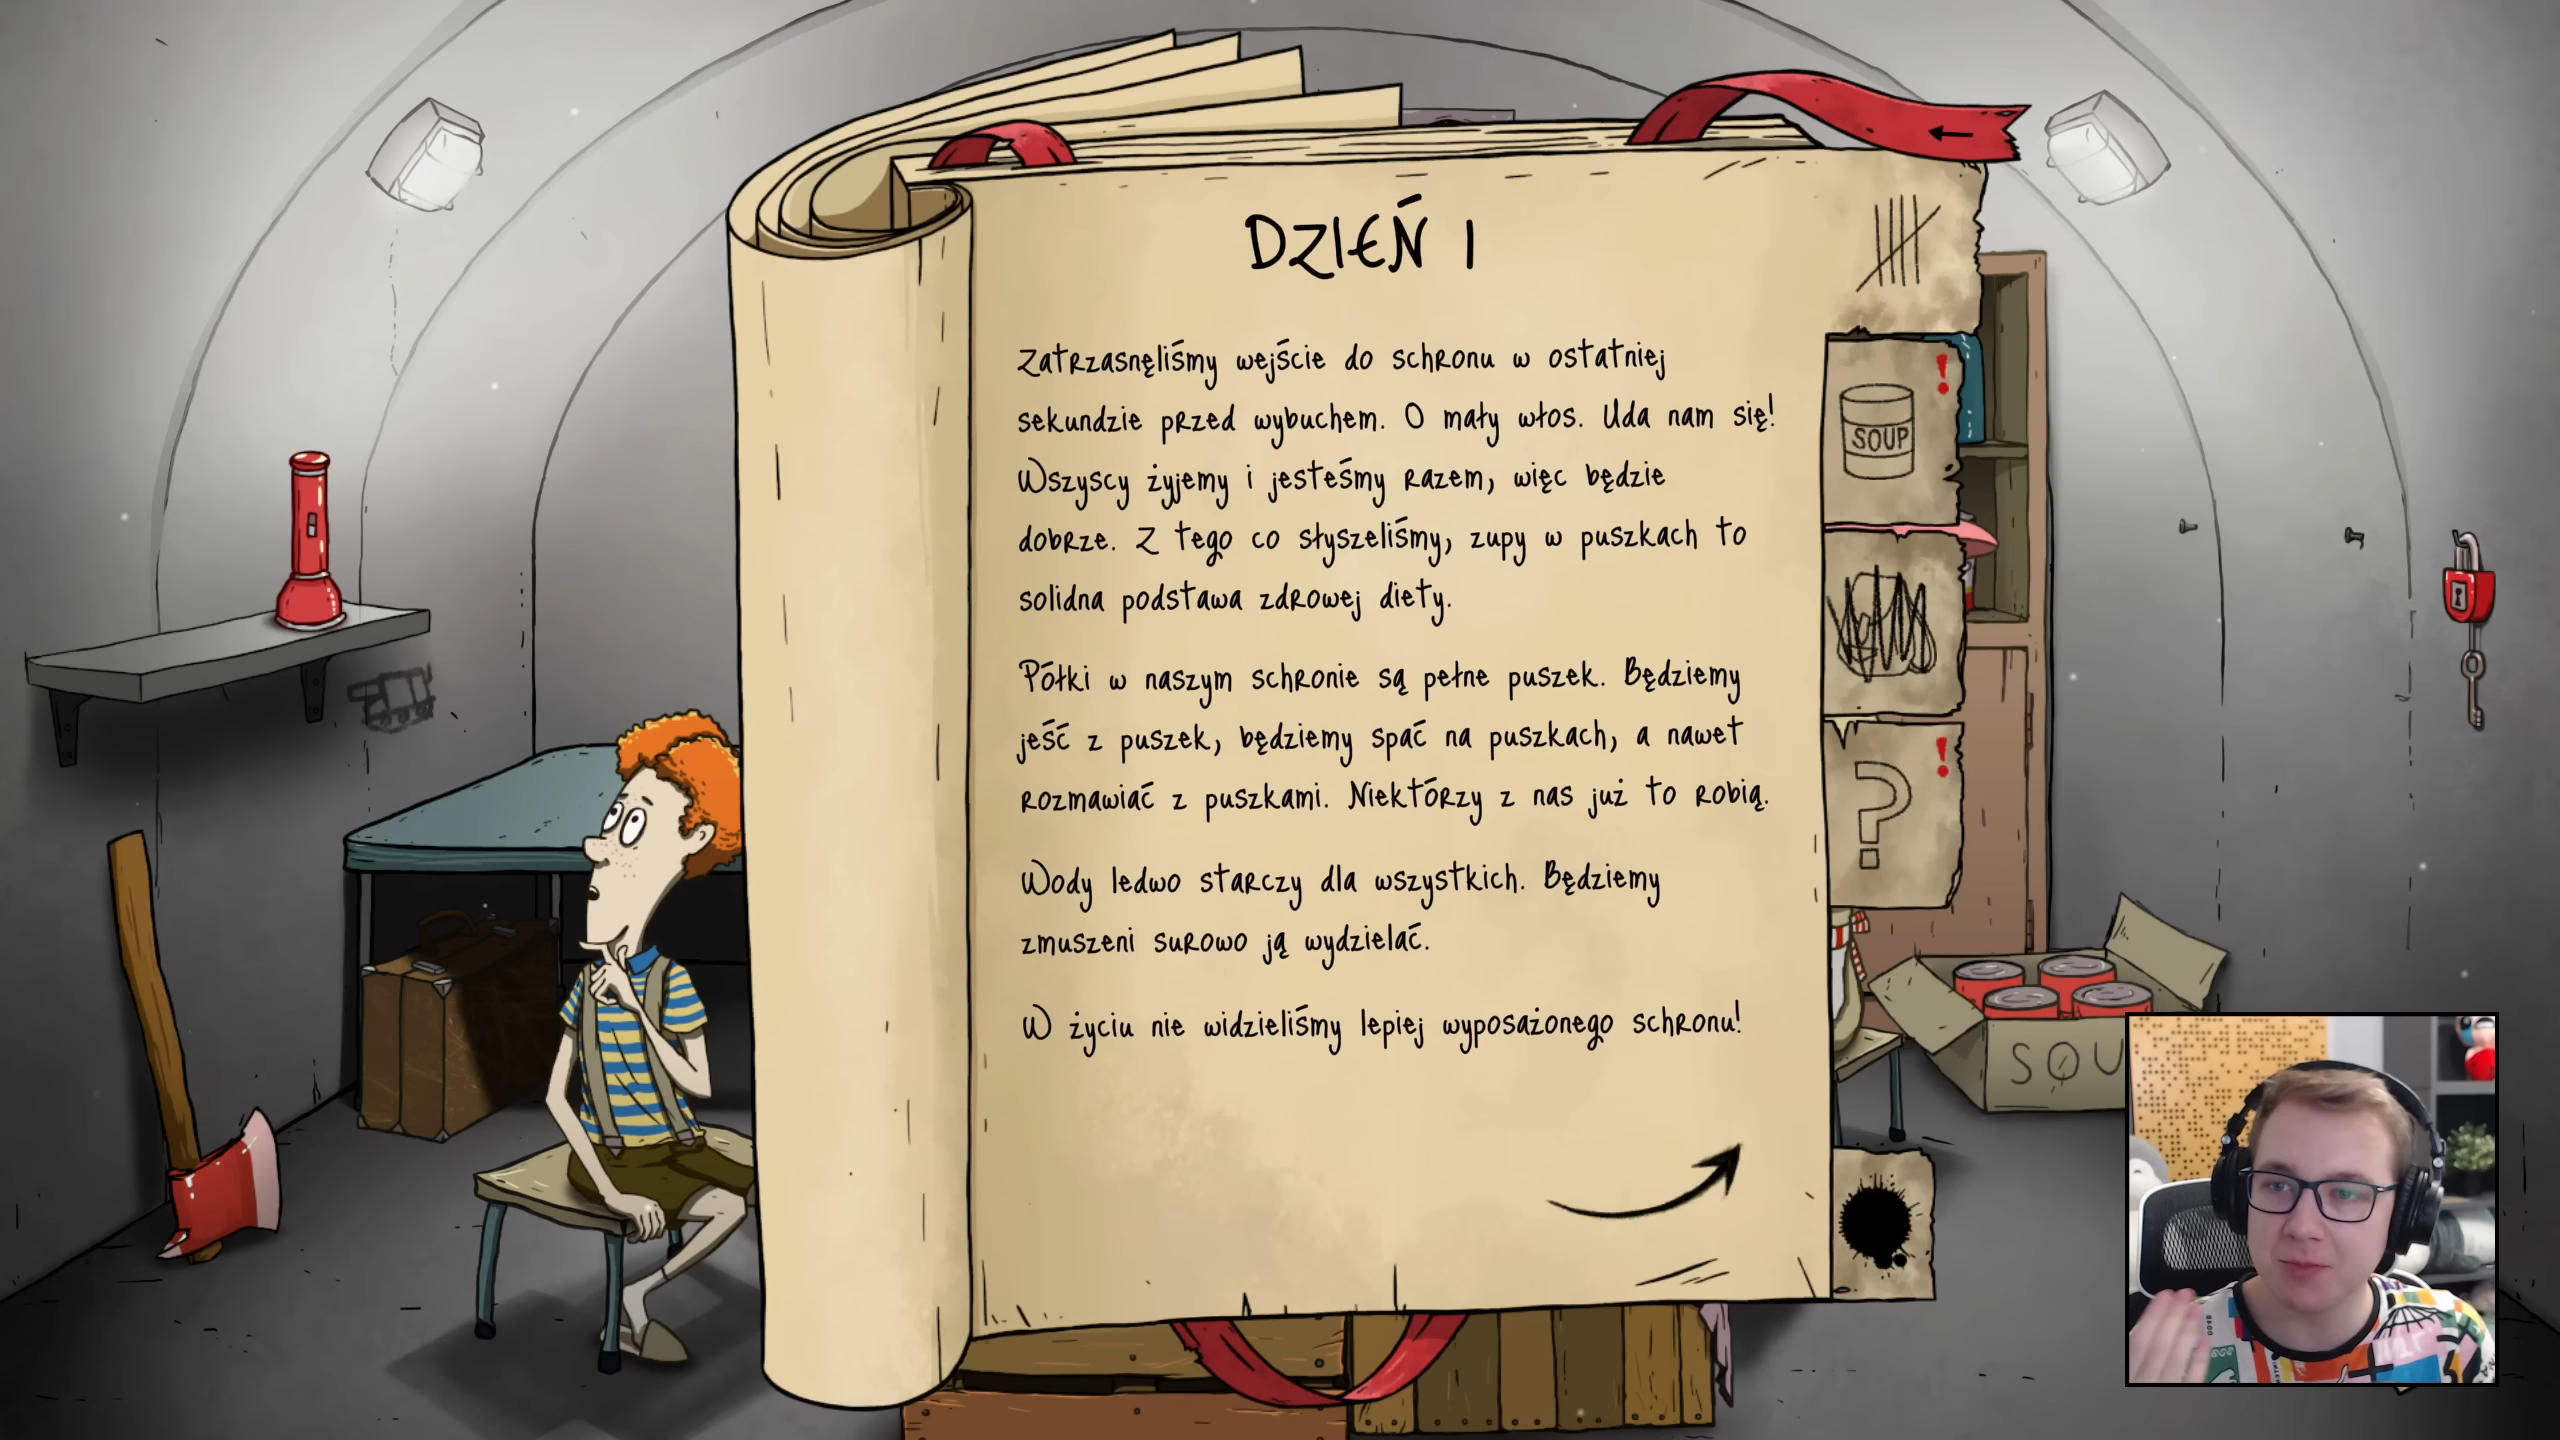 DZIEŃ 1
Zatrzasnęliśmy wejście do schronu w ostatniej
sekundzie przed wybuchem. O mały włos. Uda nam się!
Wszyscy żyjemy i jesteśmy razem, więc będzie
dobrze. Z tego co słyszeliśmy, zupy w puszkach to
solidna podstawa zdrowej diety.
Półki w naszym schronie są pełne puszek. Będziemy
jeść z puszek, będziemy spać na puszkach, a nawet
rozmawiać z puszkami. Niektórzy z nas już to robią.
Wody ledwo starczy dla wszystkich. Będziemy
zmuszeni surowo ją wydzielać.
W życiu nie widzieliśmy lepiej wyposażonego schronu!
!
SOUP
!
?
SOU